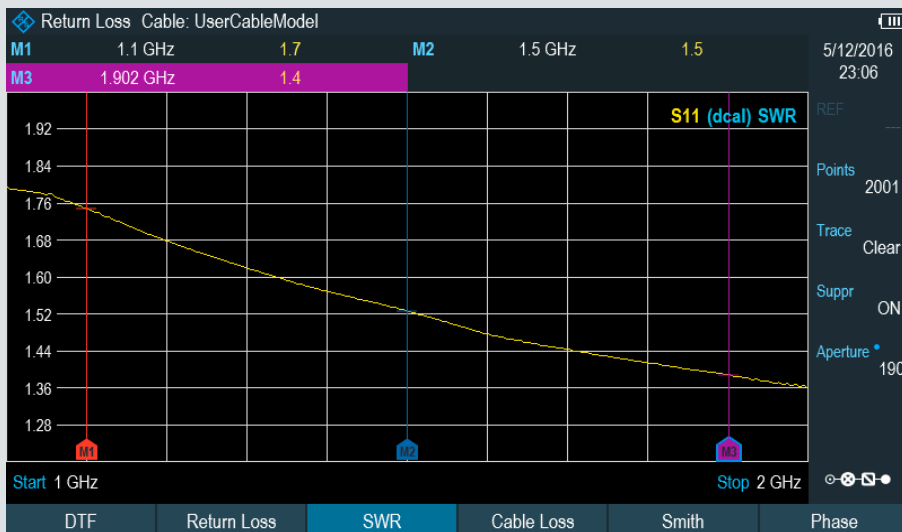 Return Loss Cable: UserCableModel
M1 1.1 GHz 1.7 M2 1.5 GHz 1.5
5/12/2016
23:06
M3 1.902 GHz 1.4
S11 (dcal) SWR
REF
---
1.92
1.84
1.76
1.68
1.60
1.52
1.44
1.36
1.28
Points
2001
Trace
Clear
Suppr
ON
Aperture
190
M1 M2 M3
Start 1 GHz Stop 2 GHz
DTF Return Loss SWR Cable Loss Smith Phase